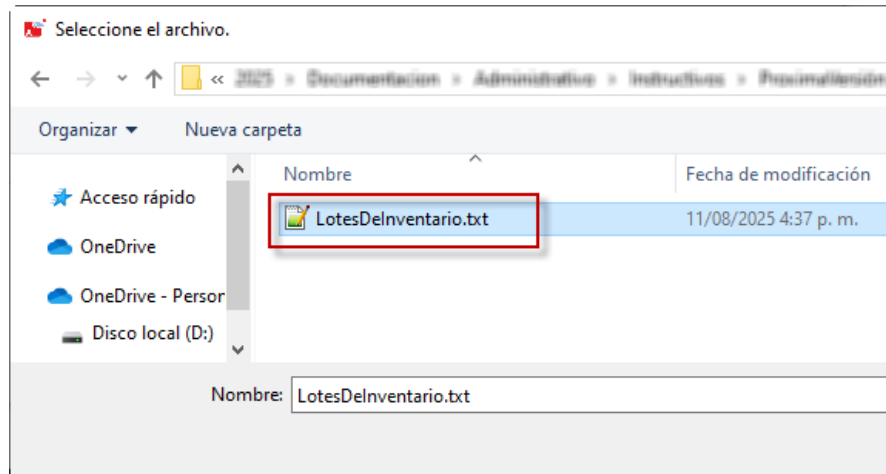 Seleccione el archivo.
«
Organizar
Nueva carpeta
Nombre
Fecha de modificación
Acceso rápido
LotesDeInventario.txt
11/08/2025 4:37 p. m.
OneDrive
OneDrive - Person
Disco local (D:)
Nombre:
LotesDeInventario.txt